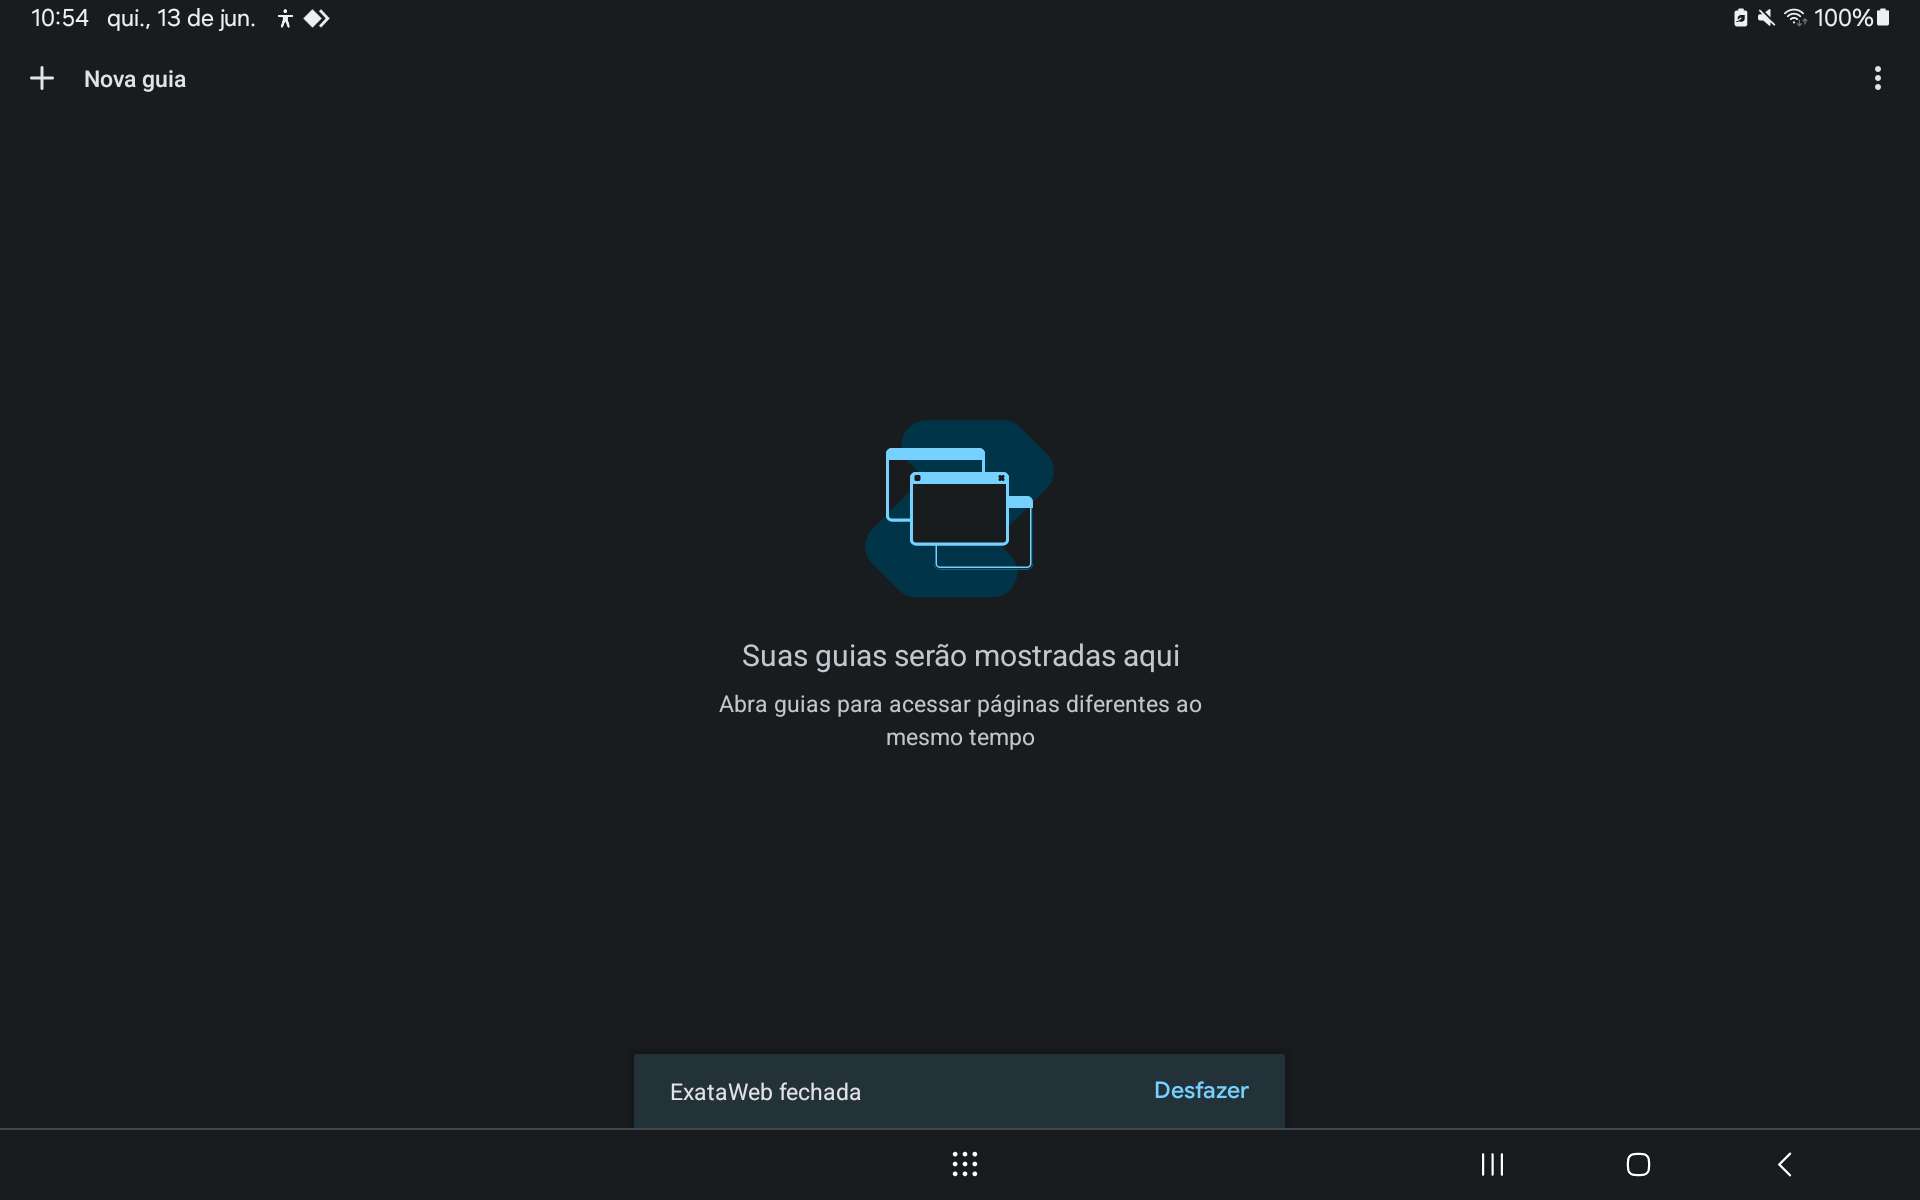 10:54 qui., 13 de jun. 100%
Nova guia
Suas guias serão mostradas aqui
Abra guias para acessar páginas diferentes ao
mesmo tempo
ExataWeb fechada Desfazer